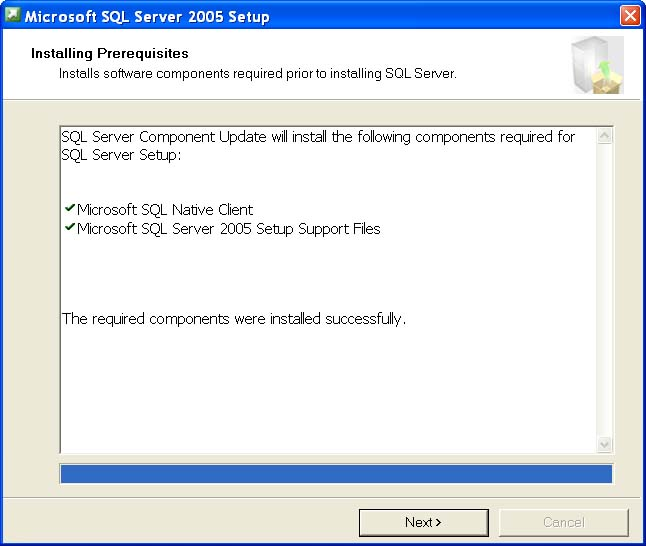 Microsoft SQL Server 2005 Setup
Installing Prerequisites
Installs software components required prior to installing SQL Server.
SQL Server Component Update will install the following components required for
SQL Server Setup:
Microsoft SQL Native Client
Microsoft SQL Server 2005 Setup Support Files
The required components were installed successfully.
Next >
Cancel